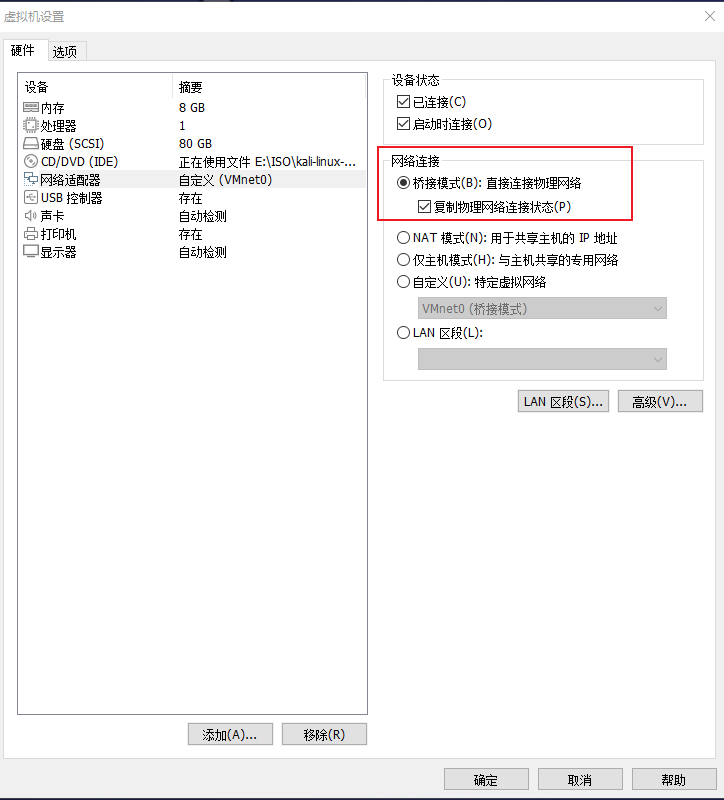 虚拟机设置
硬件 选项
设备 摘要
内存 8 GB
处理器 1
硬盘 (SCSI) 80 GB
CD/DVD (IDE) 正在使用文件 E:\ISO\kali-linux-...
网络适配器 自定义 (VMnet0)
USB 控制器 存在
声卡 自动检测
打印机 存在
显示器 自动检测
添加(A)... 移除(R)
设备状态
已连接(C)
启动时连接(O)
网络连接
桥接模式(B): 直接连接物理网络
复制物理网络连接状态(P)
NAT 模式(N): 用于共享主机的 IP 地址
仅主机模式(H): 与主机共享的专用网络
自定义(U): 特定虚拟网络
VMnet0 (桥接模式)
LAN 区段(L):
LAN 区段(S)... 高级(V)...
确定 取消 帮助